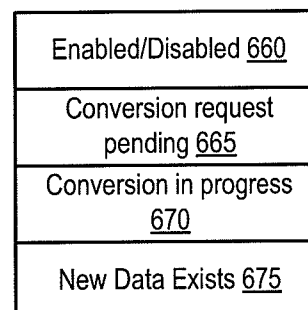 Enabled/Disabled 660
Conversion request
pending 665
Conversion in progress
670
New Data Exists 675